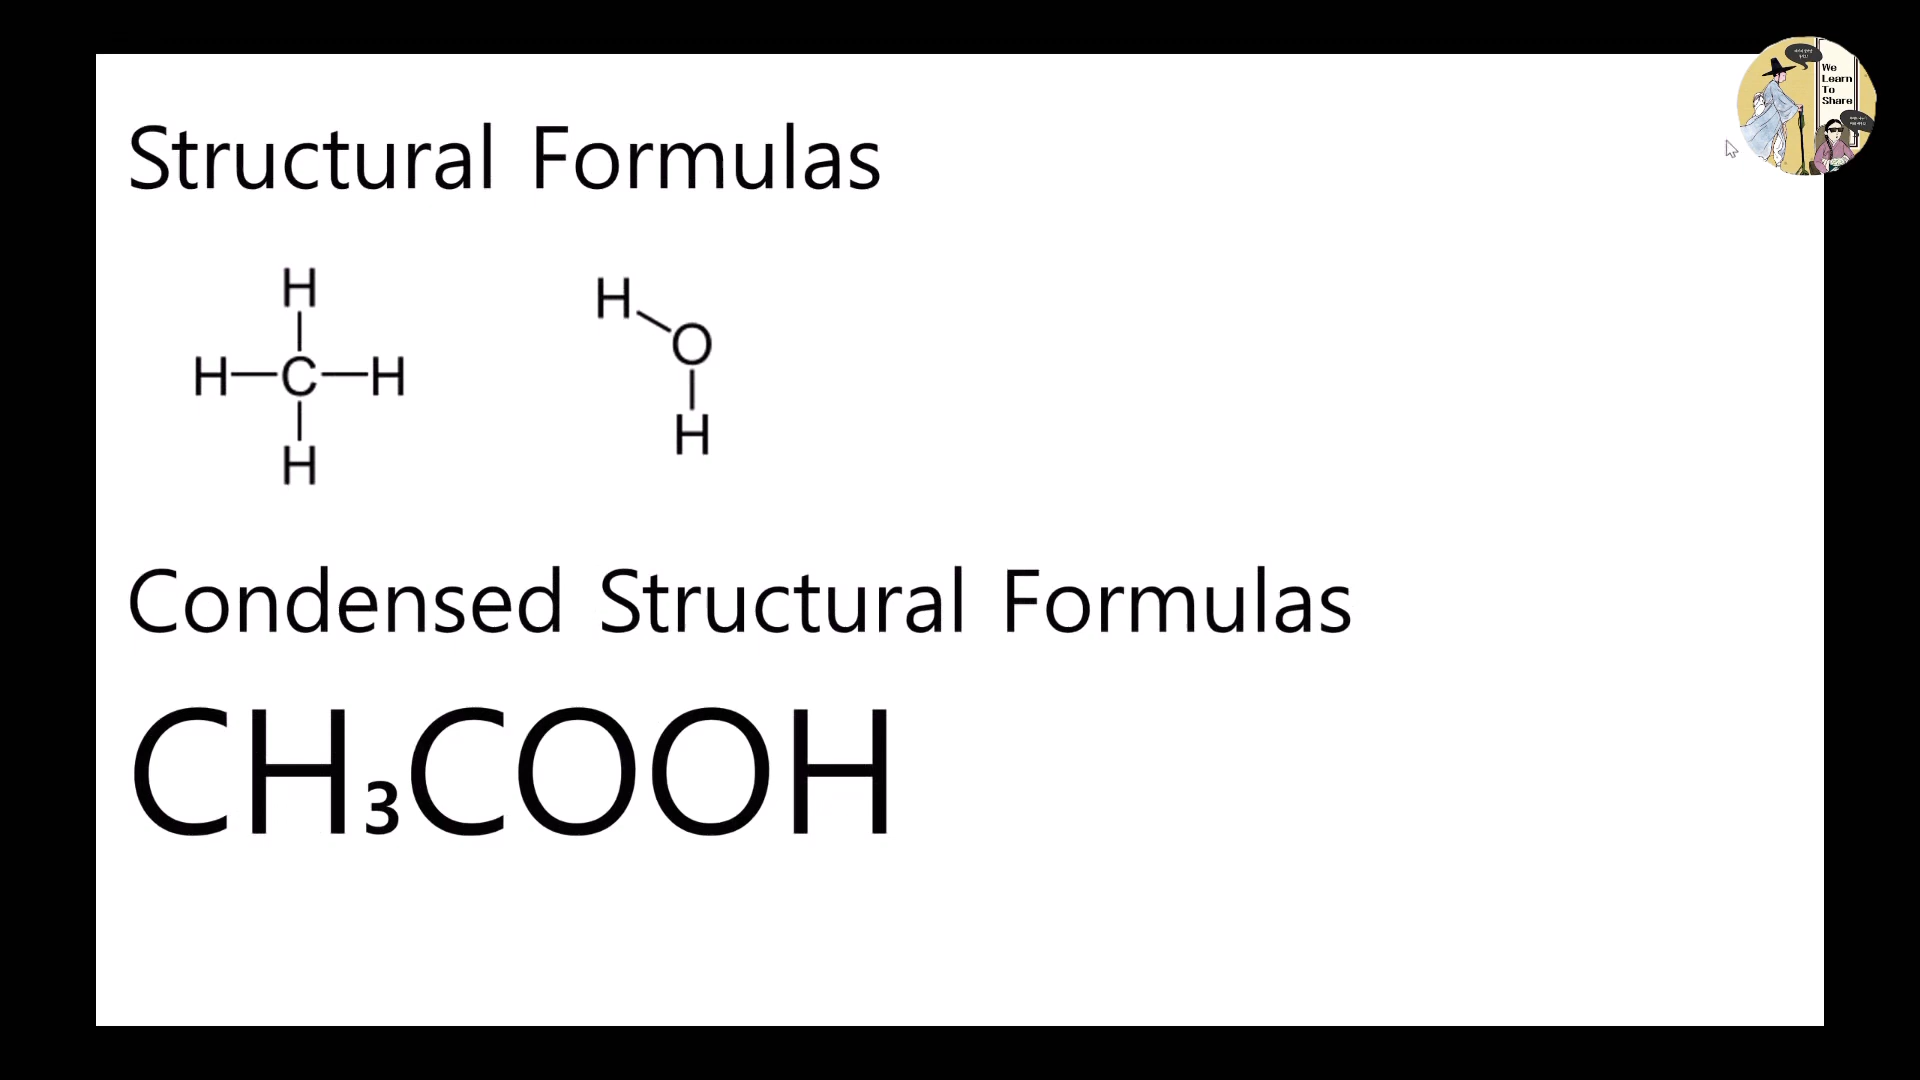 Structural Formulas
H
H
H—C—H
O
H
H
Condensed Structural Formulas
CH₃COOH
We
Learn
To
Share